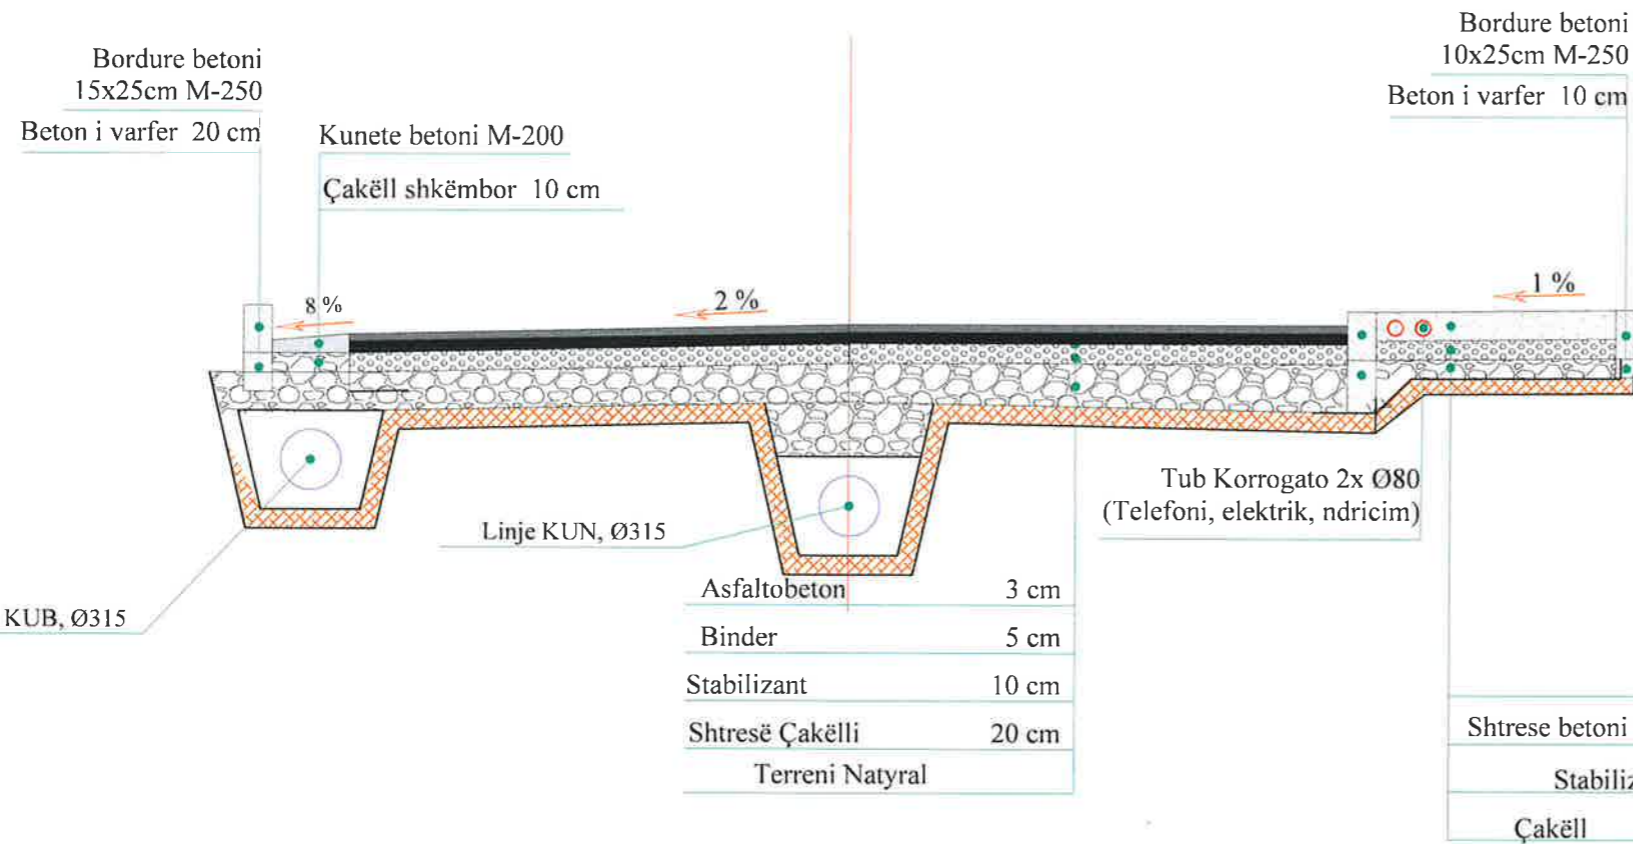 Bordure betoni
15x25cm M-250
Beton i varfer 20 cm
Kunete betoni M-200
Çakëll shkëmbor 10 cm
Bordure betoni
10x25cm M-250
Beton i varfer 10 cm
8 %
2 %
1 %
Tub Korrogato 2x Ø80
(Telefoni, elektrik, ndricim)
Linje KUN, Ø315
KUB, Ø315
Asfaltobeton 3 cm
Binder 5 cm
Stabilizant 10 cm
Shtresë Çakëlli 20 cm
Terreni Natyral
Shtrese betoni
Stabiliz
Çakëll